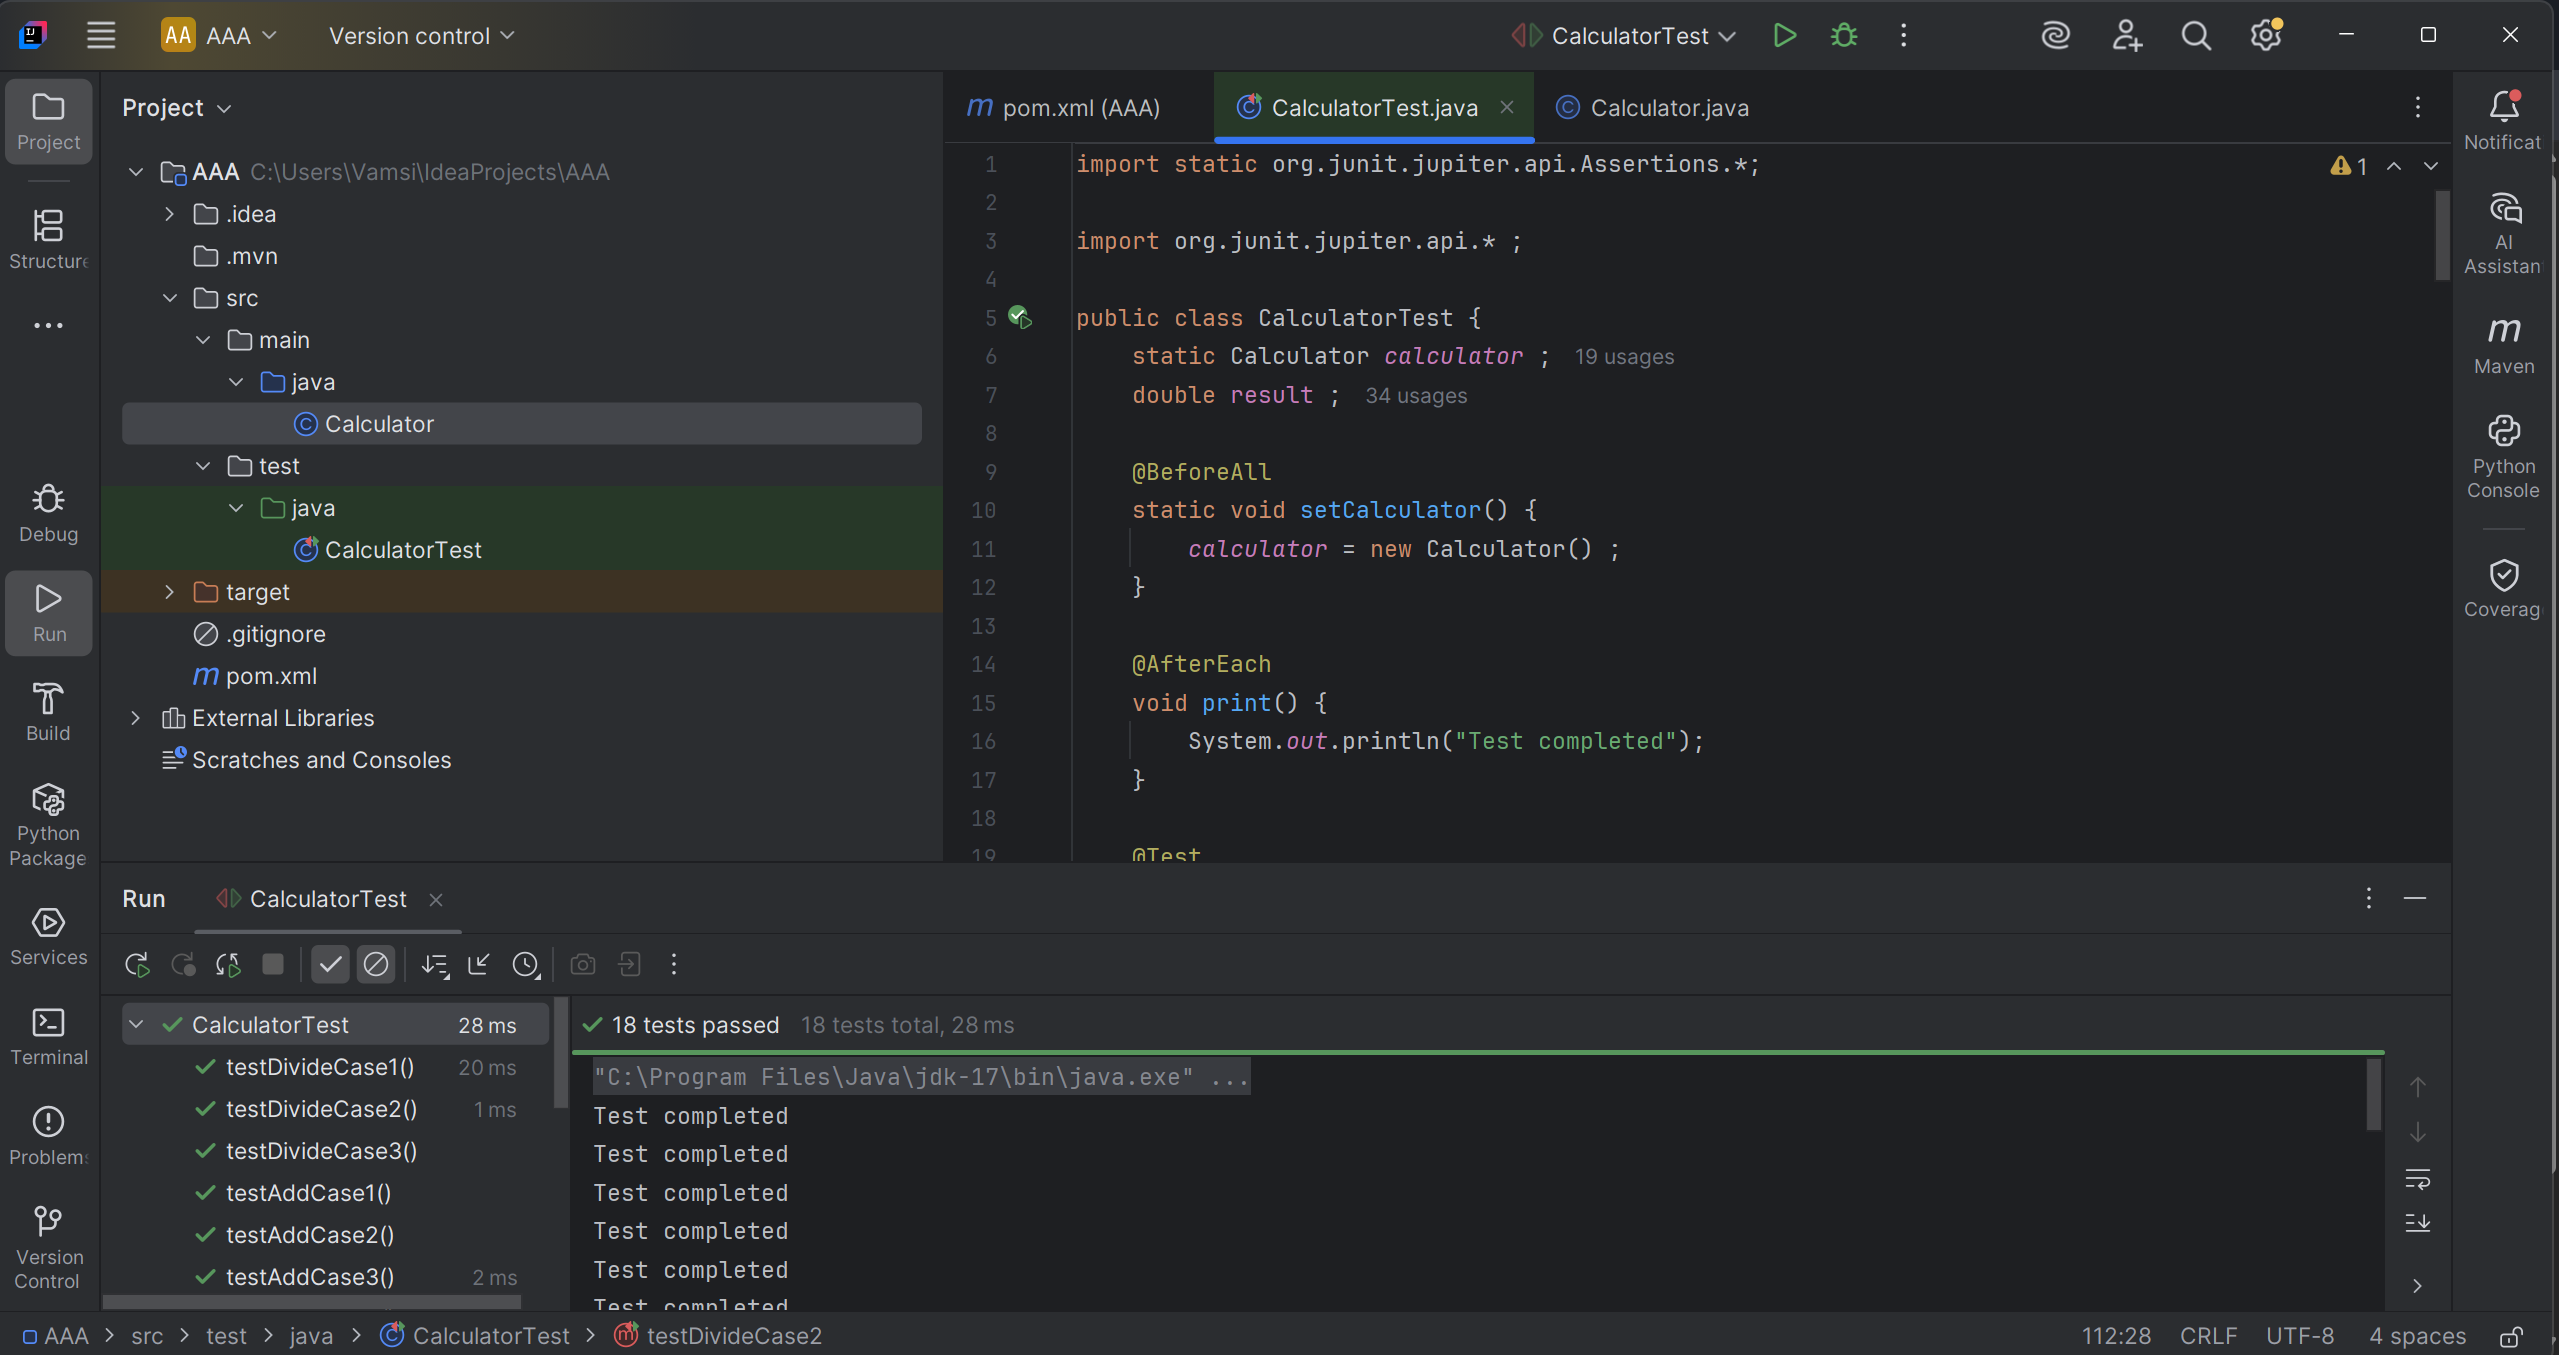 AA AAA Version control CalculatorTest
Project
Structure
Debug
Run
Build
Python
Package
Services
Terminal
Problems
Version
Control
Project
AAA C:\Users\Vamsi\IdeaProjects\AAA
.idea
.mvn
src
main
java
Calculator
test
java
CalculatorTest
target
.gitignore
m pom.xml
External Libraries
Scratches and Consoles
m pom.xml (AAA) CalculatorTest.java Calculator.java
1 import static org.junit.jupiter.api.Assertions.*;
2
3 import org.junit.jupiter.api.* ;
4
5 public class CalculatorTest {
6 static Calculator calculator ; 19 usages
7 double result ; 34 usages
8
9 @BeforeAll
10 static void setCalculator() {
11 calculator = new Calculator() ;
12 }
13
14 @AfterEach
15 void print() {
16 System.out.println("Test completed");
17 }
18
19 @Test
1
Notificat
AI
Assistan
m
Maven
Python
Console
Coverag
Run CalculatorTest
CalculatorTest 28 ms
testDivideCase1() 20 ms
testDivideCase2() 1 ms
testDivideCase3()
testAddCase1()
testAddCase2()
testAddCase3() 2 ms
18 tests passed 18 tests total, 28 ms
"C:\Program Files\Java\jdk-17\bin\java.exe" ...
Test completed
Test completed
Test completed
Test completed
Test completed
Test completed
AAA > src > test > java > CalculatorTest > testDivideCase2
112:28 CRLF UTF-8 4 spaces